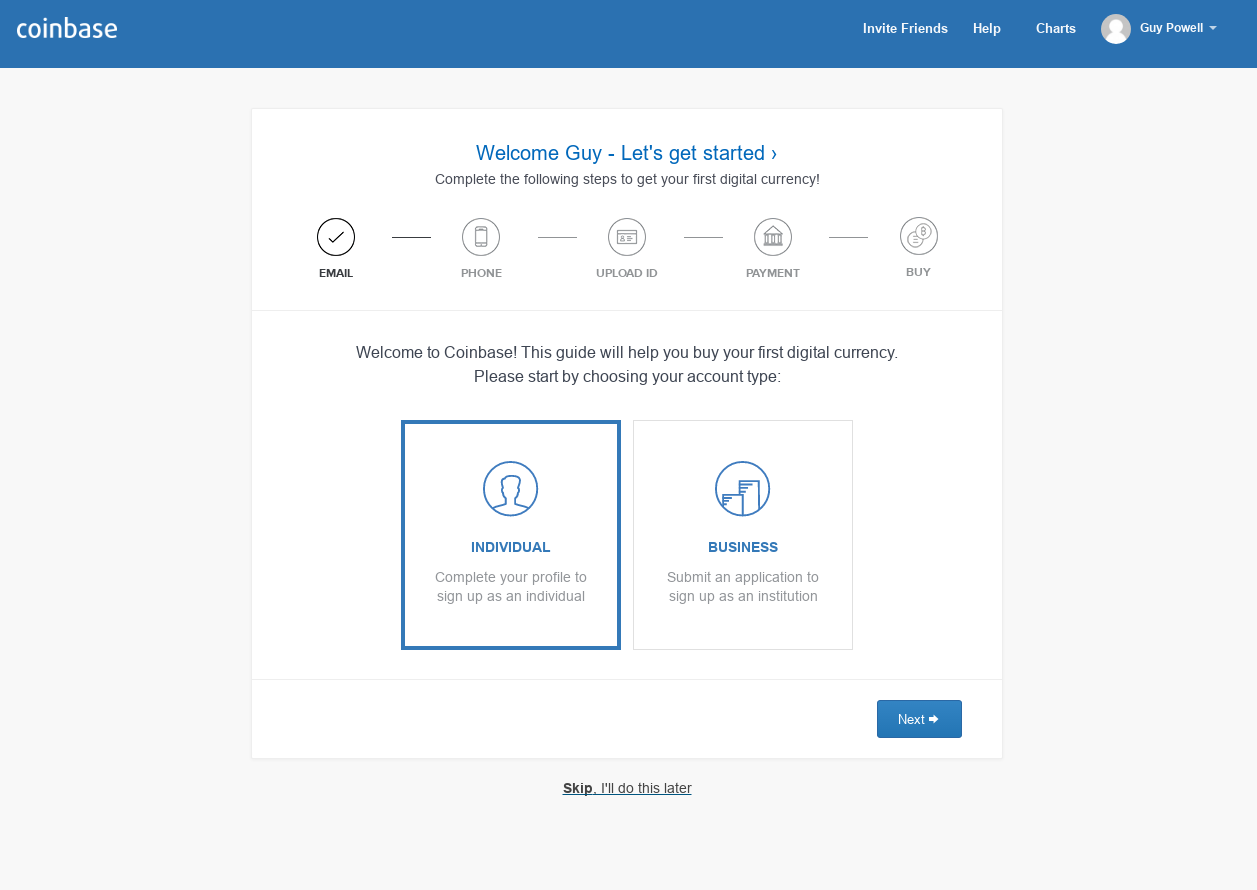 coinbase
Invite Friends
Help
Charts
Guy Powell
Welcome Guy - Let's get started ›
Complete the following steps to get your first digital currency!
EMAIL
PHONE
UPLOAD ID
PAYMENT
BUY
Welcome to Coinbase! This guide will help you buy your first digital currency.
Please start by choosing your account type:
INDIVIDUAL
Complete your profile to
sign up as an individual
BUSINESS
Submit an application to
sign up as an institution
Next
Skip, I'll do this later